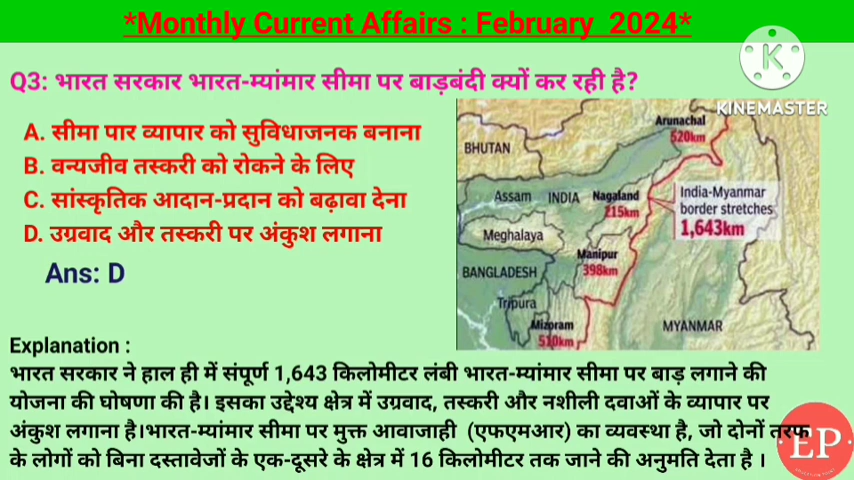 *Monthly Current Affairs : February 2024*
Q3: भारत सरकार भारत-म्यांमार सीमा पर बाड़बंदी क्यों कर रही है?
KINEMASTER
A. सीमा पार व्यापार को सुविधाजनक बनाना
B. वन्यजीव तस्करी को रोकने के लिए
C. सांस्कृतिक आदान-प्रदान को बढ़ावा देना
D. उग्रवाद और तस्करी पर अंकुश लगाना
Ans: D
Arunachal
520km
BHUTAN
Assam INDIA Nagaland
215km
India-Myanmar
border stretches
1,643km
Meghalaya
Manipur
398km
BANGLADESH
Tripura
Mizoram
510km
MYANMAR
Explanation :
भारत सरकार ने हाल ही में संपूर्ण 1,643 किलोमीटर लंबी भारत-म्यांमार सीमा पर बाड़ लगाने की
योजना की घोषणा की है। इसका उद्देश्य क्षेत्र में उग्रवाद, तस्करी और नशीली दवाओं के व्यापार पर
अंकुश लगाना है।भारत-म्यांमार सीमा पर मुक्त आवाजाही (एफएमआर) का व्यवस्था है, जो दोनों तरफ
के लोगों को बिना दस्तावेजों के एक-दूसरे के क्षेत्र में 16 किलोमीटर तक जाने की अनुमति देता है ।
EP